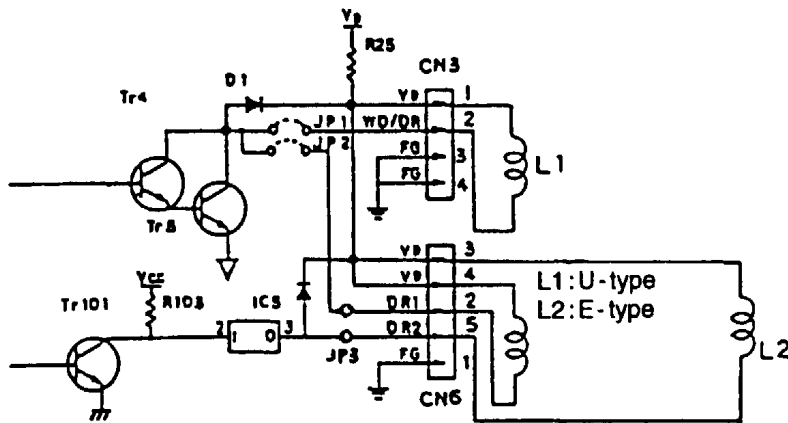 VD
R25
CN3
D1
Tr4
VD
1
JP1
WD/DR
2
JP2
FG
3
FG
4
L1
Tr5
VD
3
VD
4
VCC
R103
IC5
Tr101
2
I
O
3
DR1
2
DR2
5
JP3
FG
1
CN6
L1:U-type
L2:E-type
L2